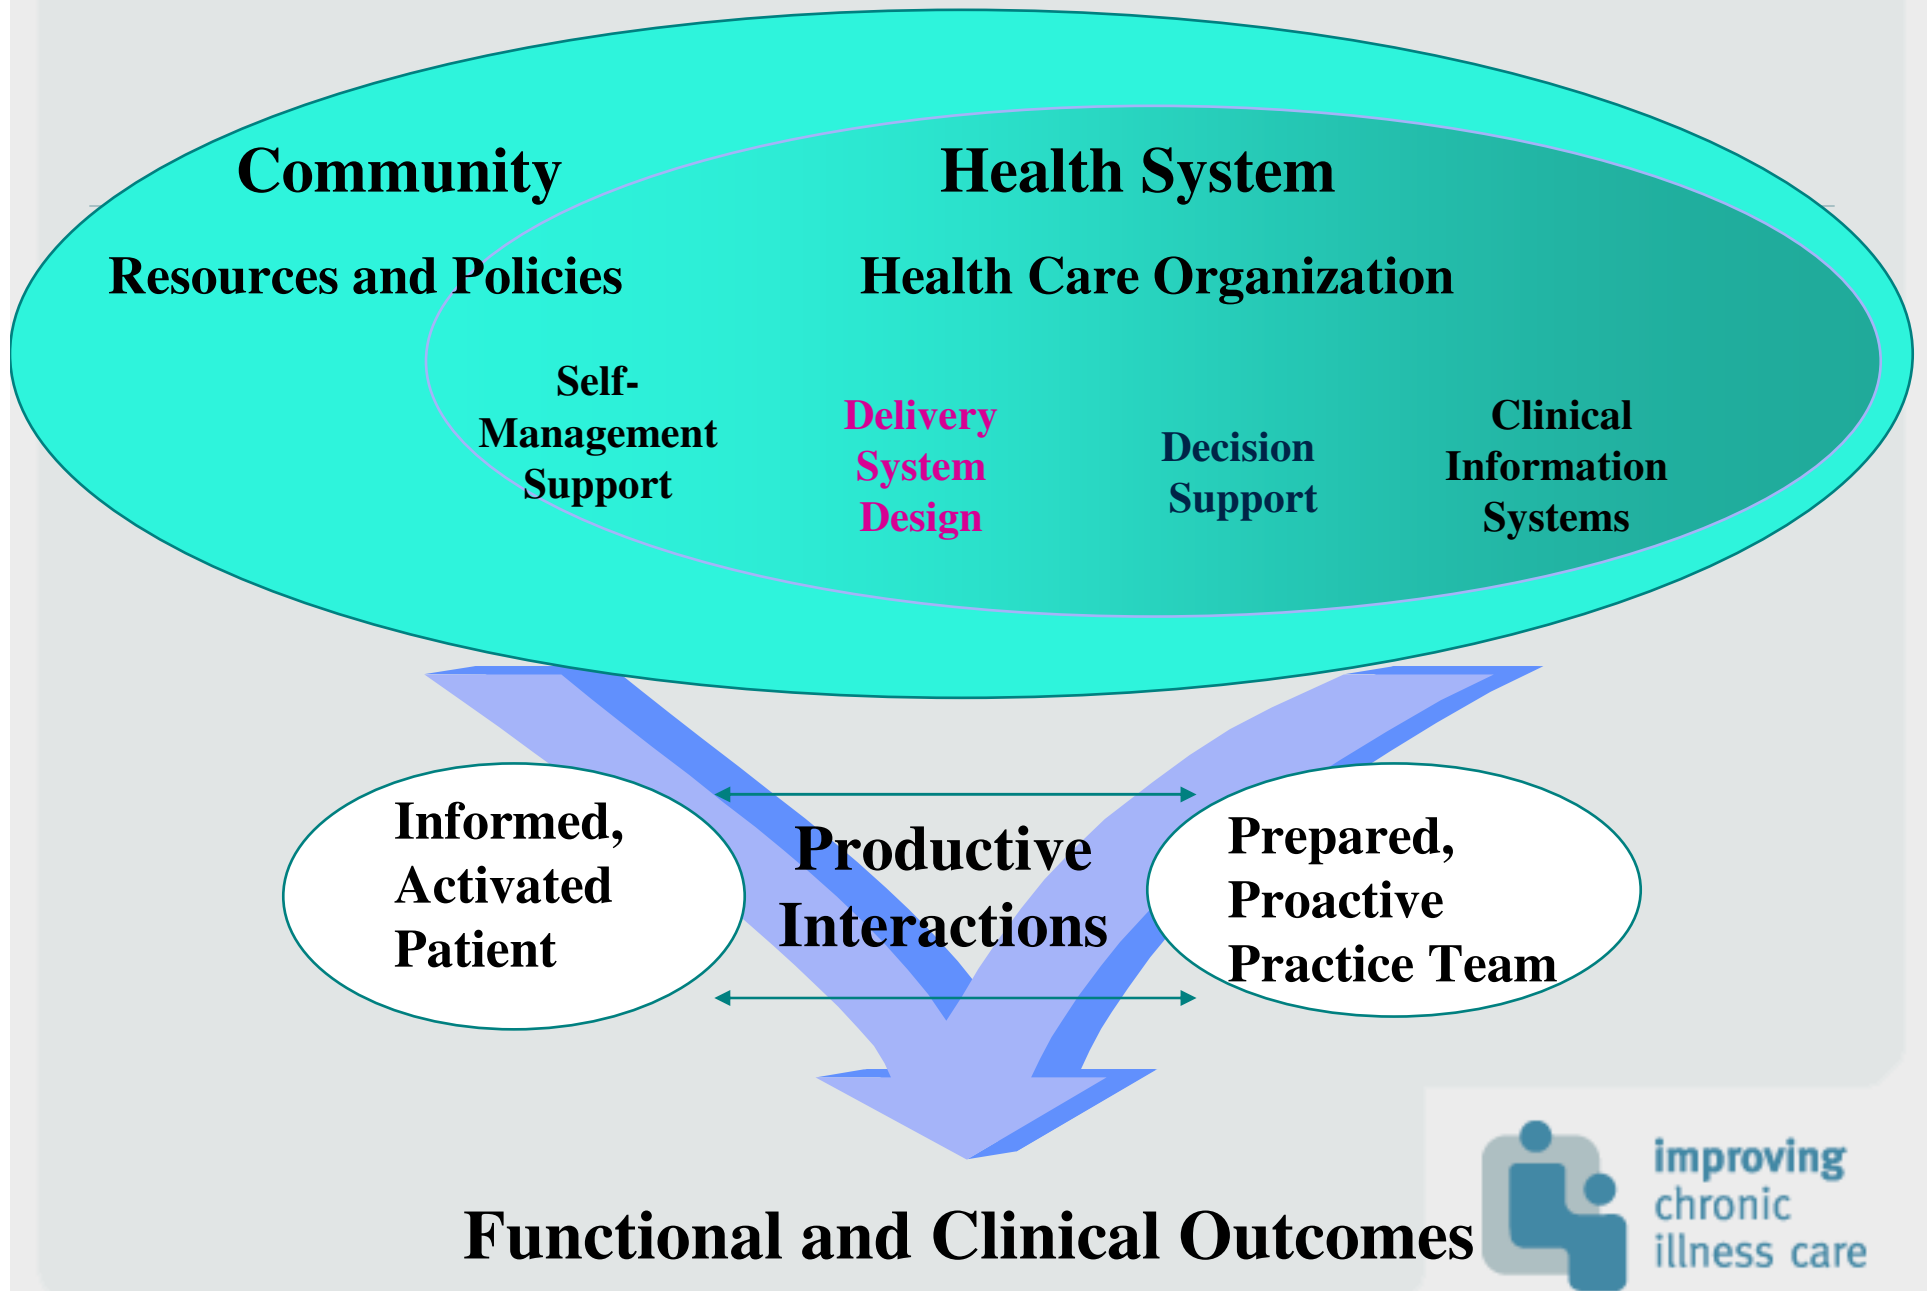 Community
Health System
Resources and Policies
Health Care Organization
Self-
Management
Support
Delivery
System
Design
Decision
Support
Clinical
Information
Systems
Informed,
Activated
Patient
Productive
Interactions
Prepared,
Proactive
Practice Team
Functional and Clinical Outcomes
improving
chronic
illness care